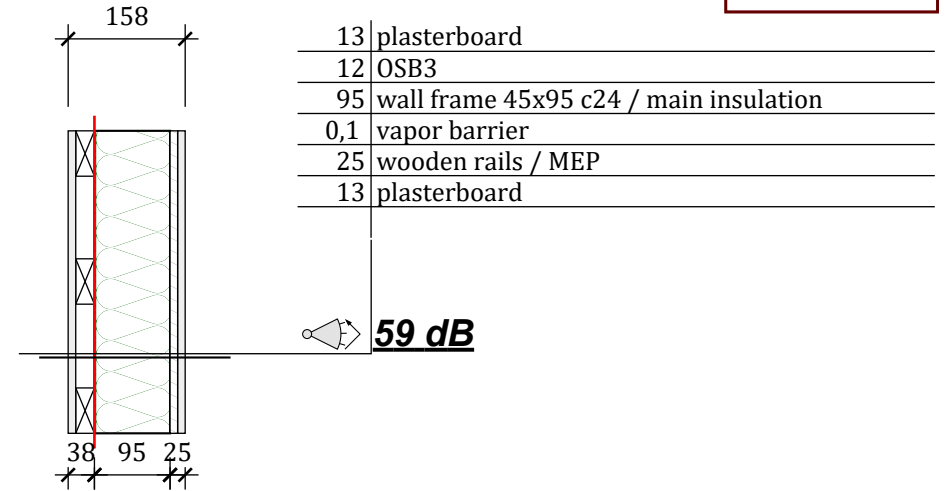 158
13 plasterboard
12 OSB3
95 wall frame 45x95 c24 / main insulation
0,1 vapor barrier
25 wooden rails / MEP
13 plasterboard
59 dB
38 95 25